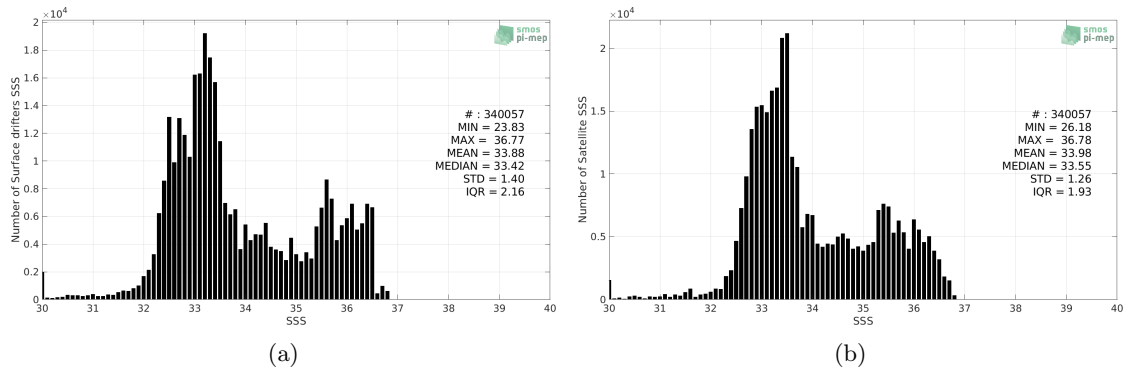 ×10⁴
2
1.8
1.6
1.4
1.2
1
0.8
0.6
0.4
0.2
0
Number of Surface drifters SSS
30 31 32 33 34 35 36 37 38 39 40
SSS
smos
pi-mep
# : 340057
MIN = 23.83
MAX = 36.77
MEAN = 33.88
MEDIAN = 33.42
STD = 1.40
IQR = 2.16
(a)
×10⁴
2
1.5
1
0.5
0
Number of Satellite SSS
30 31 32 33 34 35 36 37 38 39 40
SSS
smos
pi-mep
# : 340057
MIN = 26.18
MAX = 36.78
MEAN = 33.98
MEDIAN = 33.55
STD = 1.26
IQR = 1.93
(b)